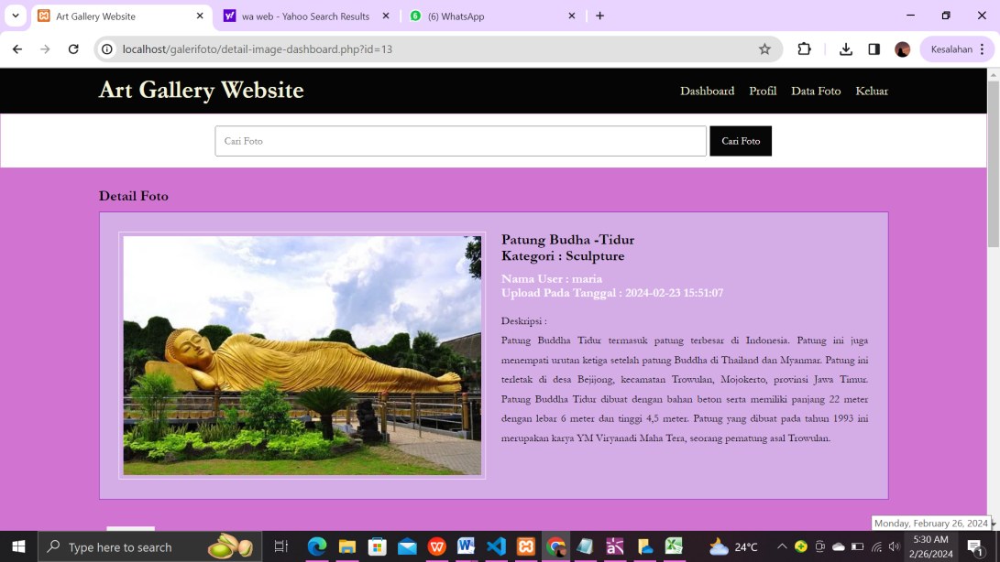 Art Gallery Website
wa web - Yahoo Search Results
(6) WhatsApp
localhost/galerifoto/detail-image-dashboard.php?id=13
Kesalahan
Art Gallery Website
Dashboard Profil Data Foto Keluar
Cari Foto
Cari Foto
Detail Foto
Patung Budha -Tidur
Kategori : Sculpture
Nama User : maria
Upload Pada Tanggal : 2024-02-23 15:51:07
Deskripsi :
Patung Buddha Tidur termasuk patung terbesar di Indonesia. Patung ini juga
menempati urutan ketiga setelah patung Buddha di Thailand dan Myanmar. Patung ini
terletak di desa Bejijong, kecamatan Trowulan, Mojokerto, provinsi Jawa Timur.
Patung Buddha Tidur dibuat dengan bahan beton serta memiliki panjang 22 meter
dengan lebar 6 meter dan tinggi 4,5 meter. Patung yang dibuat pada tahun 1993 ini
merupakan karya YM Viryanadi Maha Tera, seorang pematung asal Trowulan.
Monday, February 26, 2024
Type here to search
24°C
5:30 AM
2/26/2024